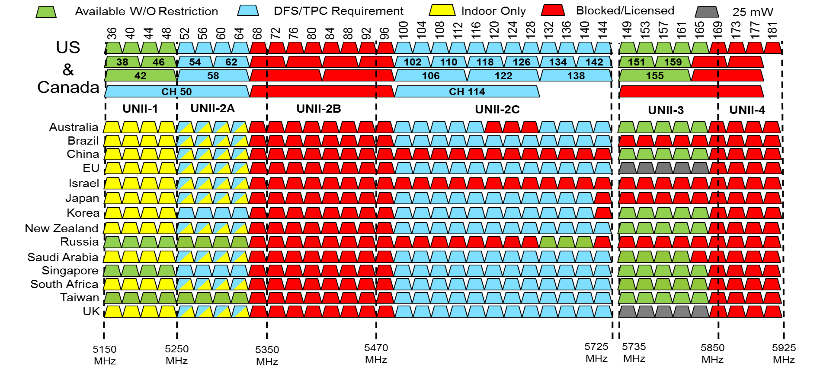 Available W/O Restriction DFS/TPC Requirement Indoor Only Blocked/Licensed 25 mW
36 40 44 48 52 56 60 64 68 72 76 80 84 88 92 96 100 104 108 112 116 120 124 128 132 136 140 144 149 153 157 161 165 169 173 177 181
US
&
Canada
38 46 54 62 102 110 118 126 134 142 151 159
42 58 106 122 138 155
CH 50 CH 114
UNII-1 UNII-2A UNII-2B UNII-2C UNII-3 UNII-4
Australia
Brazil
China
EU
Israel
Japan
Korea
New Zealand
Russia
Saudi Arabia
Singapore
South Africa
Taiwan
UK
5150 MHz
5250 MHz
5350 MHz
5470 MHz
5725 MHz
5735 MHz
5850 MHz
5925 MHz